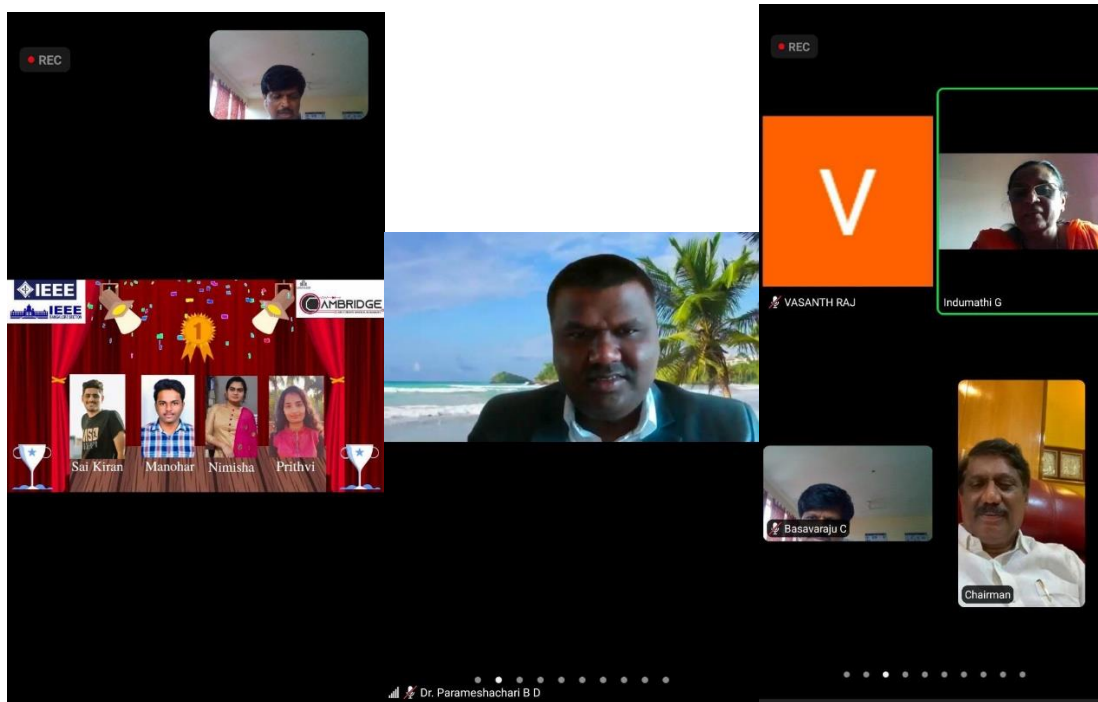 REC
IEEE
IEEE
CAMBRIDGE
1
Sai Kiran
Manohar
Nimisha
Prithvi
Dr. Parameshachari B D
REC
V
VASANTH RAJ
Indumathi G
Basavaraju C
Chairman